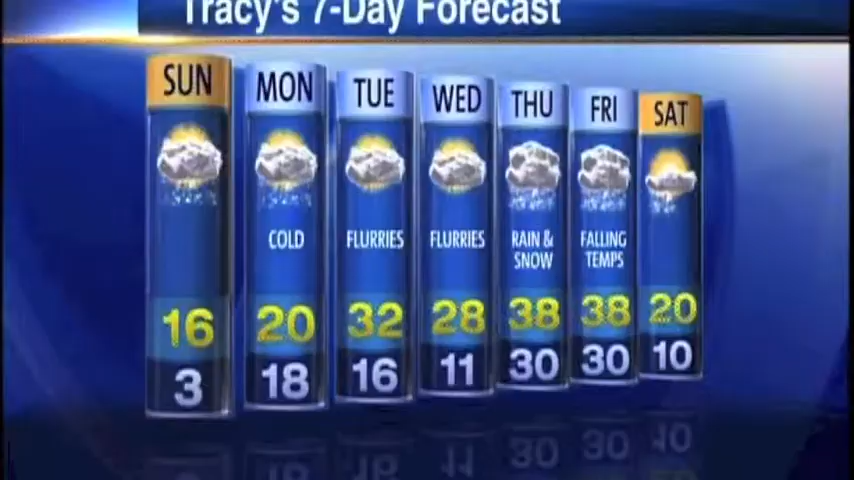 Tracy's 7-Day Forecast
SUN MON TUE WED THU FRI SAT
COLD FLURRIES FLURRIES RAIN & SNOW FALLING TEMPS
16 20 32 28 38 38 20
3 18 16 11 30 30 10